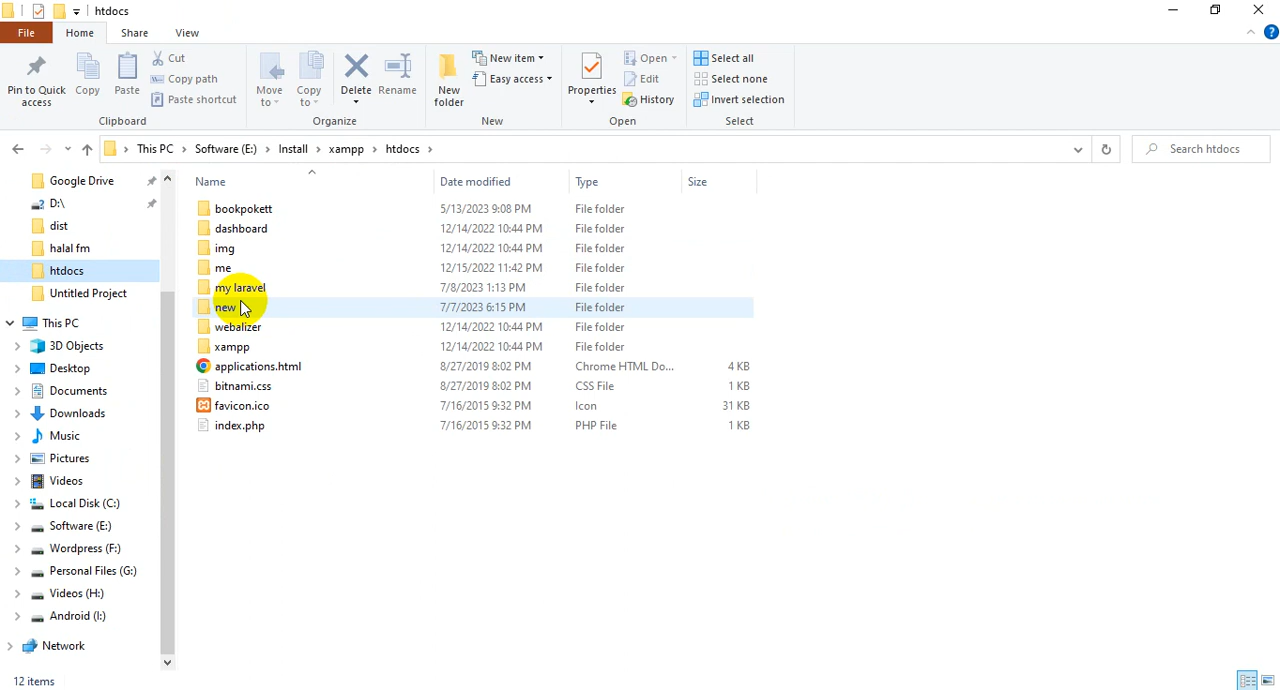 htdocs
File Home Share View
Pin to Quick access Copy Paste Cut Copy path Paste shortcut Move to Copy to Delete Rename New folder New item Easy access Properties Open Edit History Select all Select none Invert selection
Clipboard Organize New Open Select
This PC Software (E:) Install xampp htdocs Search htdocs
Google Drive
D:\
dist
halal fm
htdocs
Untitled Project
This PC
3D Objects
Desktop
Documents
Downloads
Music
Pictures
Videos
Local Disk (C:)
Software (E:)
Wordpress (F:)
Personal Files (G:)
Videos (H:)
Android (I:)
Network
Name Date modified Type Size
bookpokett 5/13/2023 9:08 PM File folder
dashboard 12/14/2022 10:44 PM File folder
img 12/14/2022 10:44 PM File folder
me 12/15/2022 11:42 PM File folder
my laravel 7/8/2023 1:13 PM File folder
new 7/7/2023 6:15 PM File folder
webalizer 12/14/2022 10:44 PM File folder
xampp 12/14/2022 10:44 PM File folder
applications.html 8/27/2019 8:02 PM Chrome HTML Do... 4 KB
bitnami.css 8/27/2019 8:02 PM CSS File 1 KB
favicon.ico 7/16/2015 9:32 PM Icon 31 KB
index.php 7/16/2015 9:32 PM PHP File 1 KB
12 items